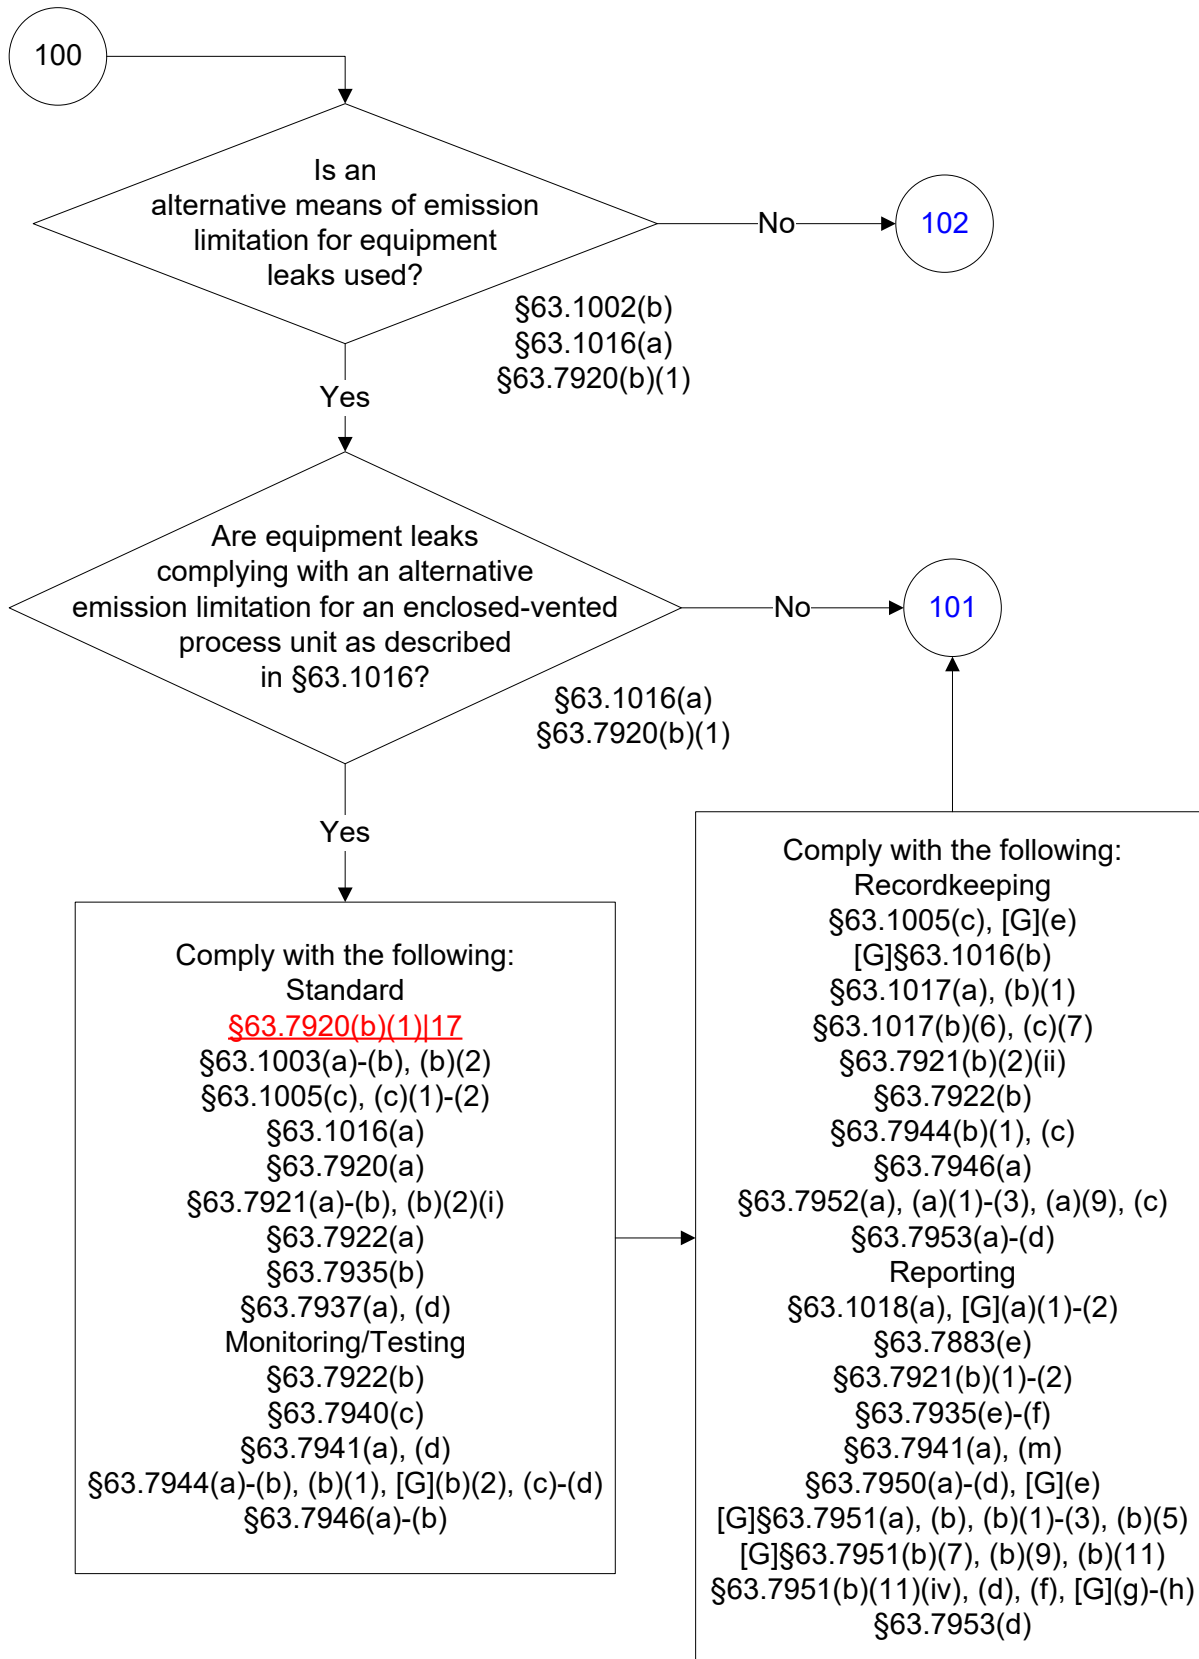 100
Is an
alternative means of emission
limitation for equipment
leaks used?
No
102
§63.1002(b)
§63.1016(a)
§63.7920(b)(1)
Yes
Are equipment leaks
complying with an alternative
emission limitation for an enclosed-vented
process unit as described
in §63.1016?
No
101
§63.1016(a)
§63.7920(b)(1)
Yes
Comply with the following:
Standard
§63.7920(b)(1)|17
§63.1003(a)-(b), (b)(2)
§63.1005(c), (c)(1)-(2)
§63.1016(a)
§63.7920(a)
§63.7921(a)-(b), (b)(2)(i)
§63.7922(a)
§63.7935(b)
§63.7937(a), (d)
Monitoring/Testing
§63.7922(b)
§63.7940(c)
§63.7941(a), (d)
§63.7944(a)-(b), (b)(1), [G](b)(2), (c)-(d)
§63.7946(a)-(b)
Comply with the following:
Recordkeeping
§63.1005(c), [G](e)
[G]§63.1016(b)
§63.1017(a), (b)(1)
§63.1017(b)(6), (c)(7)
§63.7921(b)(2)(ii)
§63.7922(b)
§63.7944(b)(1), (c)
§63.7946(a)
§63.7952(a), (a)(1)-(3), (a)(9), (c)
§63.7953(a)-(d)
Reporting
§63.1018(a), [G](a)(1)-(2)
§63.7883(e)
§63.7921(b)(1)-(2)
§63.7935(e)-(f)
§63.7941(a), (m)
§63.7950(a)-(d), [G](e)
[G]§63.7951(a), (b), (b)(1)-(3), (b)(5)
[G]§63.7951(b)(7), (b)(9), (b)(11)
§63.7951(b)(11)(iv), (d), (f), [G](g)-(h)
§63.7953(d)